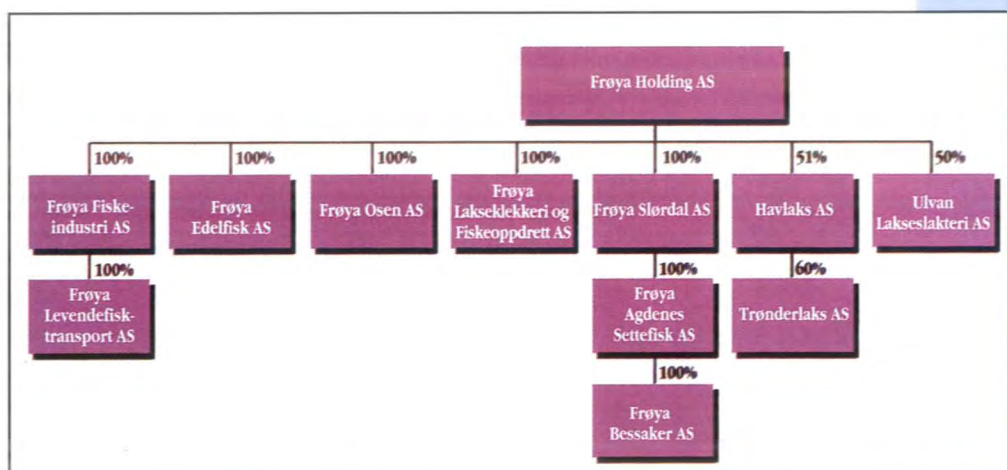 Frøya Holding AS
100%
100%
100%
100%
100%
51%
50%
Frøya Fiske-
industri AS
Frøya
Edelfisk AS
Frøya Osen AS
Frøya
Lakseklekkeri og
Fiskeoppdrett AS
Frøya Slørdal AS
Havlaks AS
Ulvan
Lakseslakteri AS
100%
100%
60%
Frøya
Levendefisk-
transport AS
Frøya
Agdenes
Settefisk AS
Trønderlaks AS
100%
Frøya
Bessaker AS